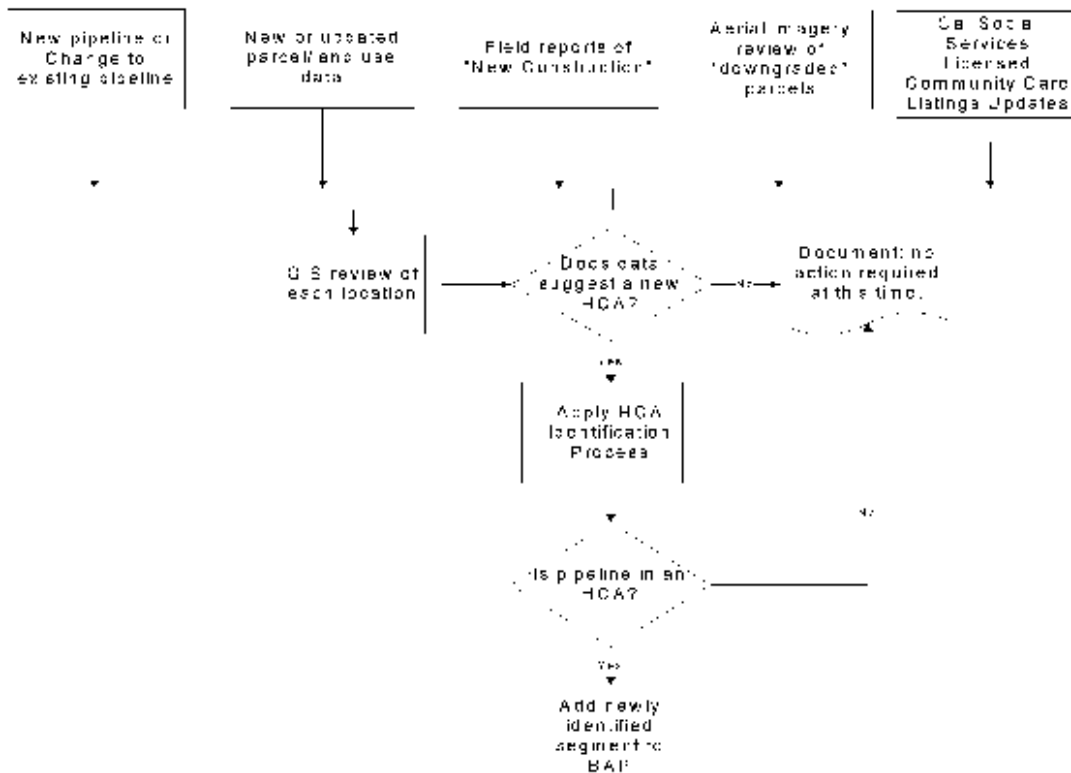 New pipeline or
Change to
existing pipeline
New or updated
parcel/land use
data
Field reports of
"New Construction"
Aerial imagery
review of
"downgraded"
parcels
Cal Social
Services
Licensed
Community Care
Listings Updates
GIS review of
each location
Does data
suggest a new
HCA?
No
Document: no
action required
at this time.
Yes
Apply HCA
Identification
Process
No
Is pipeline in an
HCA?
Yes
Add newly
identified
segment to
BAP